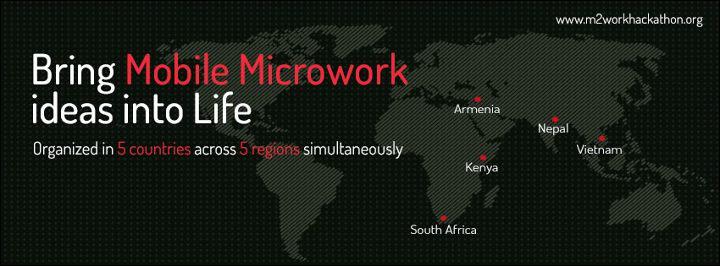 www.m2workhackathon.org
Bring Mobile Microwork
ideas into Life
Organized in 5 countries across 5 regions simultaneously
Armenia
Nepal
Vietnam
Kenya
South Africa